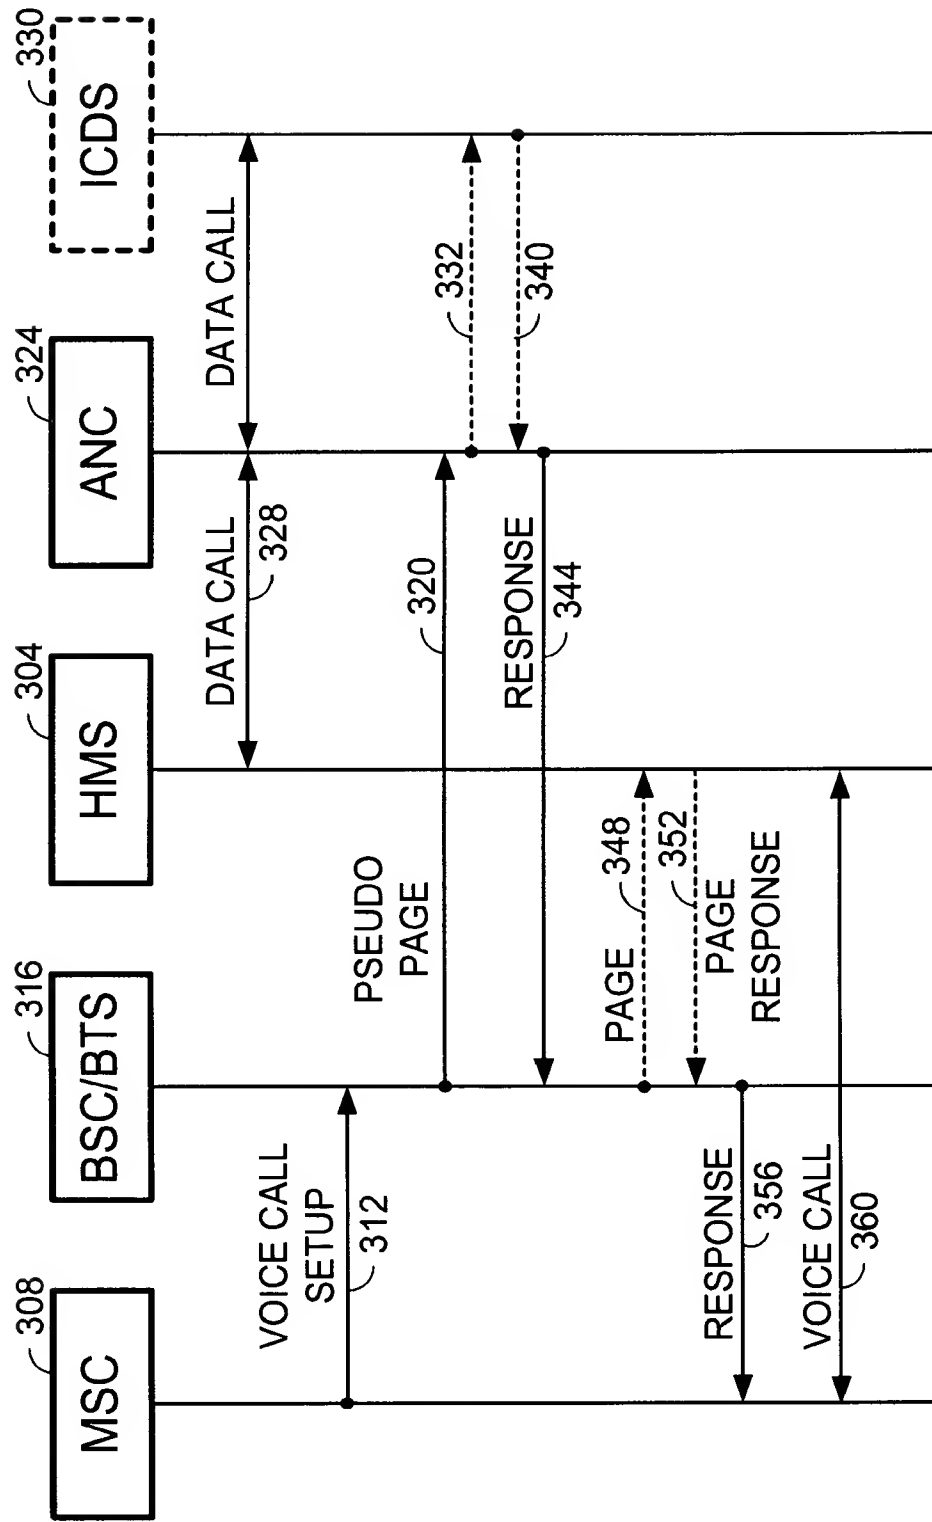 MSC
308
BSC/BTS
316
HMS
304
ANC
324
ICDS
330
DATA CALL
328
DATA CALL
VOICE CALL
SETUP
312
PSEUDO
PAGE
320
332
340
RESPONSE
344
PAGE
348
352
PAGE
RESPONSE
RESPONSE
356
VOICE CALL
360